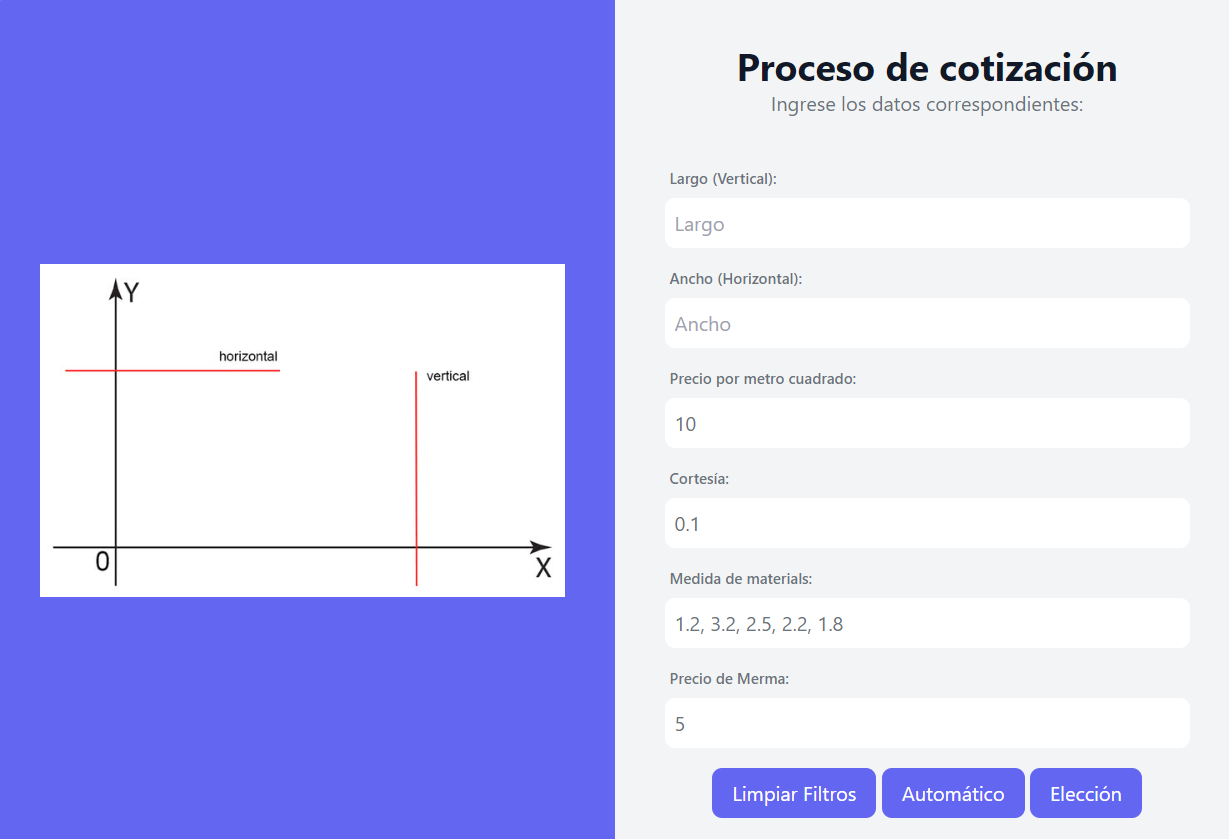 Y
horizontal
vertical
0
X
Proceso de cotización
Ingrese los datos correspondientes:
Largo (Vertical):
Largo
Ancho (Horizontal):
Ancho
Precio por metro cuadrado:
10
Cortesía:
0.1
Medida de materials:
1.2, 3.2, 2.5, 2.2, 1.8
Precio de Merma:
5
Limpiar Filtros Automático Elección